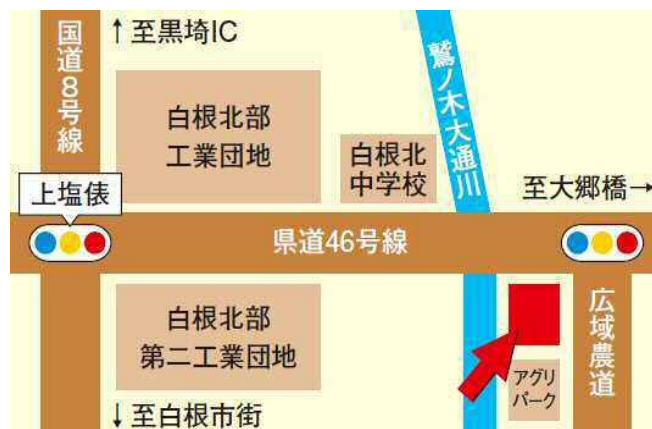 国道8号線
↑至黒埼IC
鷲ノ木大通川
白根北部
工業団地
白根北
中学校
至大郷橋→
上塩俵
県道46号線
白根北部
第二工業団地
広域農道
アグリ
パーク
↓至白根市街